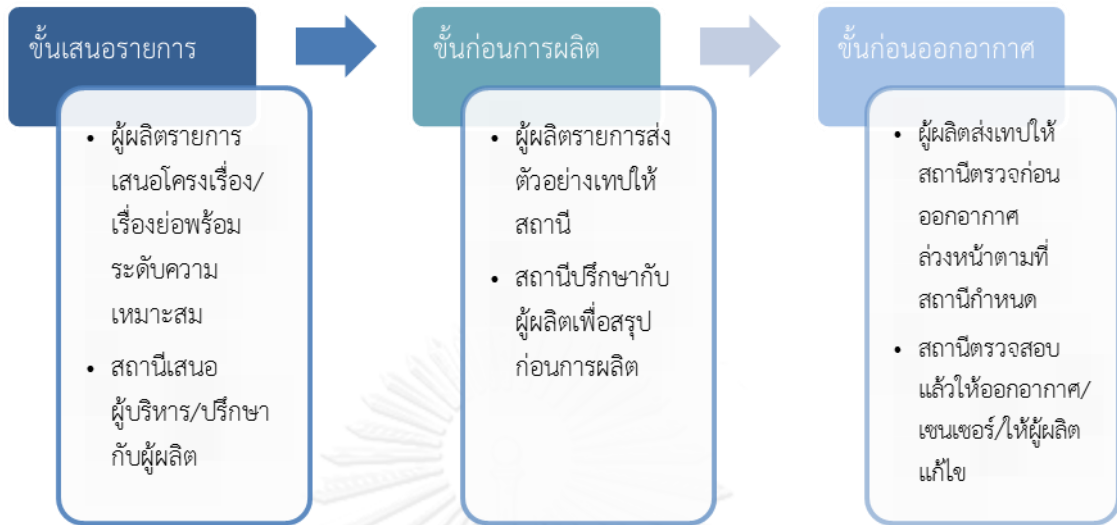 ขั้นเสนอรายการ
• ผู้ผลิตรายการ
เสนอโครงเรื่อง/
เรื่องย่อพร้อม
ระดับความ
เหมาะสม
• สถานีเสนอ
ผู้บริหาร/ปรึกษา
กับผู้ผลิต
ขั้นก่อนการผลิต
• ผู้ผลิตรายการส่ง
ตัวอย่างเทปให้
สถานี
• สถานีปรึกษากับ
ผู้ผลิตเพื่อสรุป
ก่อนการผลิต
ขั้นก่อนออกอากาศ
• ผู้ผลิตส่งเทปให้
สถานีตรวจก่อน
ออกอากาศ
ล่วงหน้าตามที่
สถานีกำหนด
• สถานีตรวจสอบ
แล้วให้ออกอากาศ/
เซนเซอร์/ให้ผู้ผลิต
แก้ไข